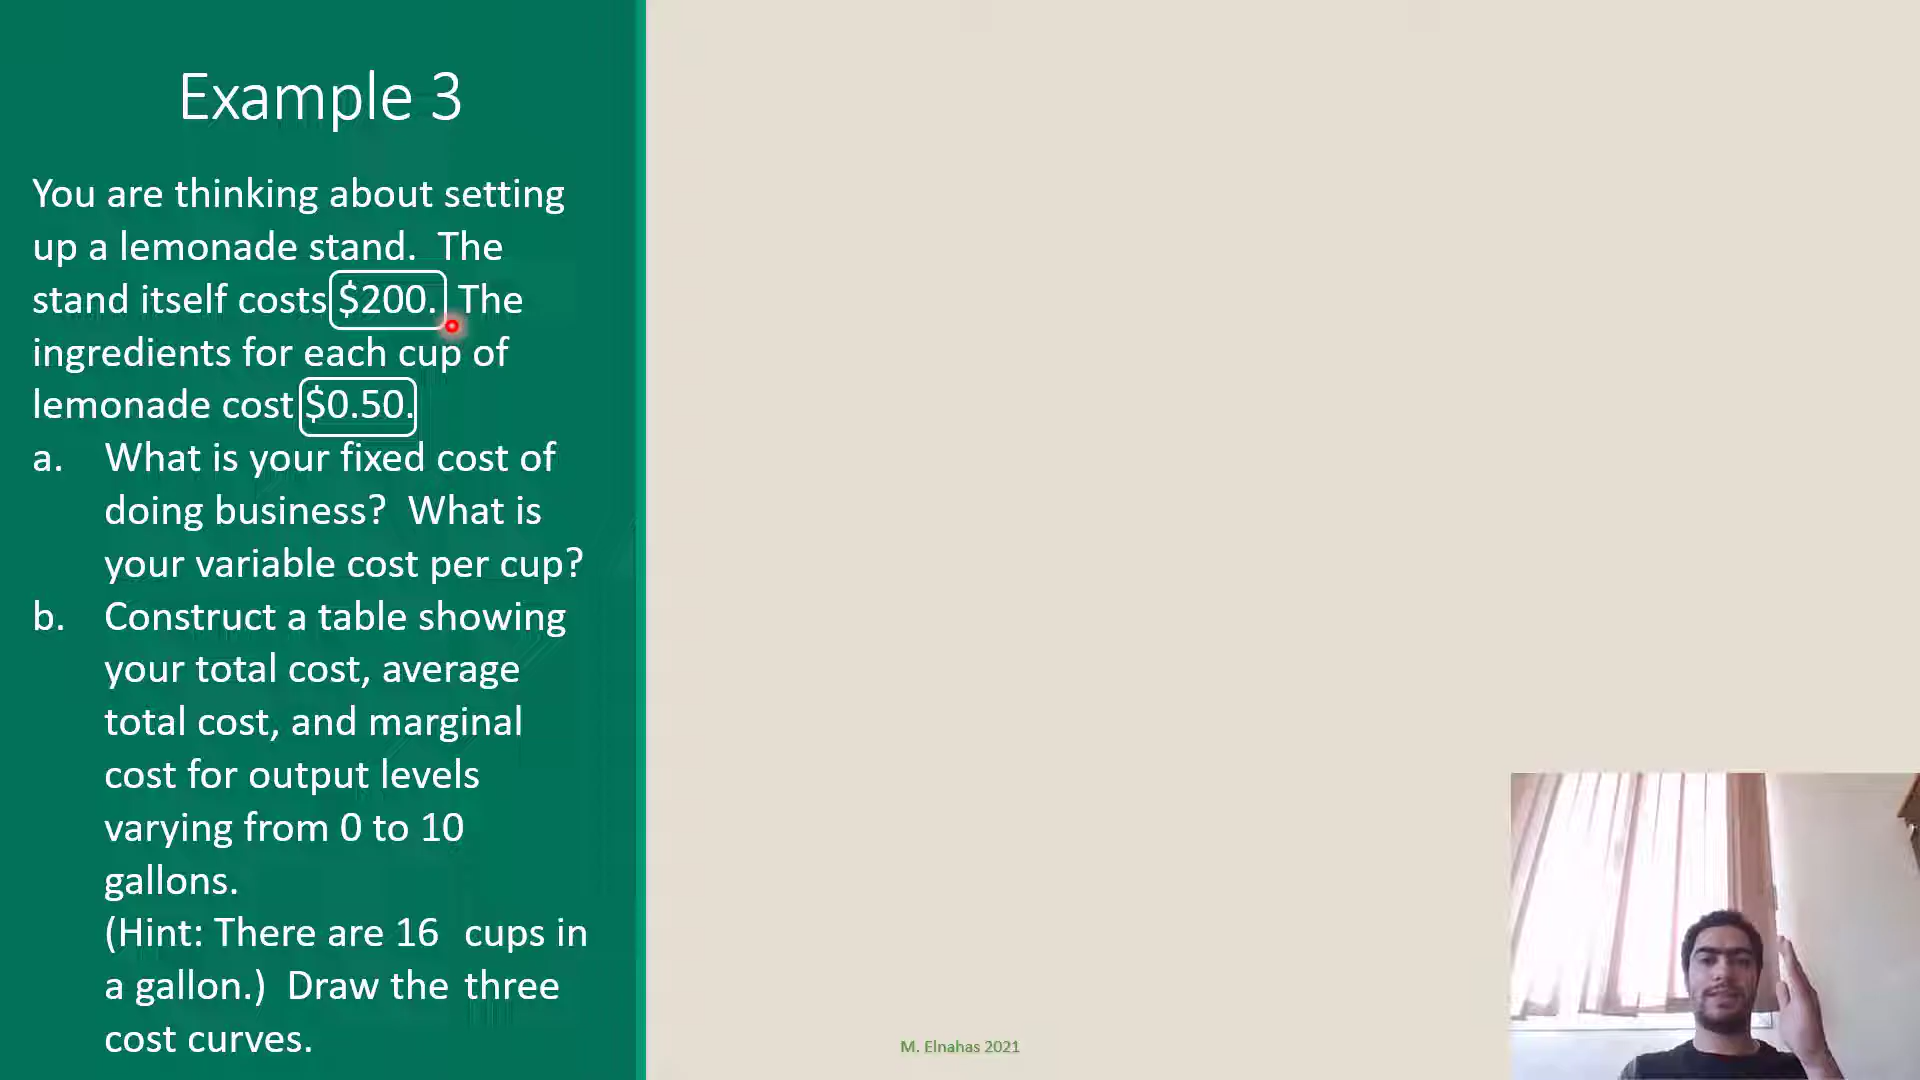 Example 3
You are thinking about setting
up a lemonade stand.  The
stand itself costs $200.  The
ingredients for each cup of
lemonade cost $0.50.
a. What is your fixed cost of
doing business?  What is
your variable cost per cup?
b. Construct a table showing
your total cost, average
total cost, and marginal
cost for output levels
varying from 0 to 10
gallons.
(Hint: There are 16  cups in
a gallon.)  Draw the three
cost curves.
M. Elnahas 2021